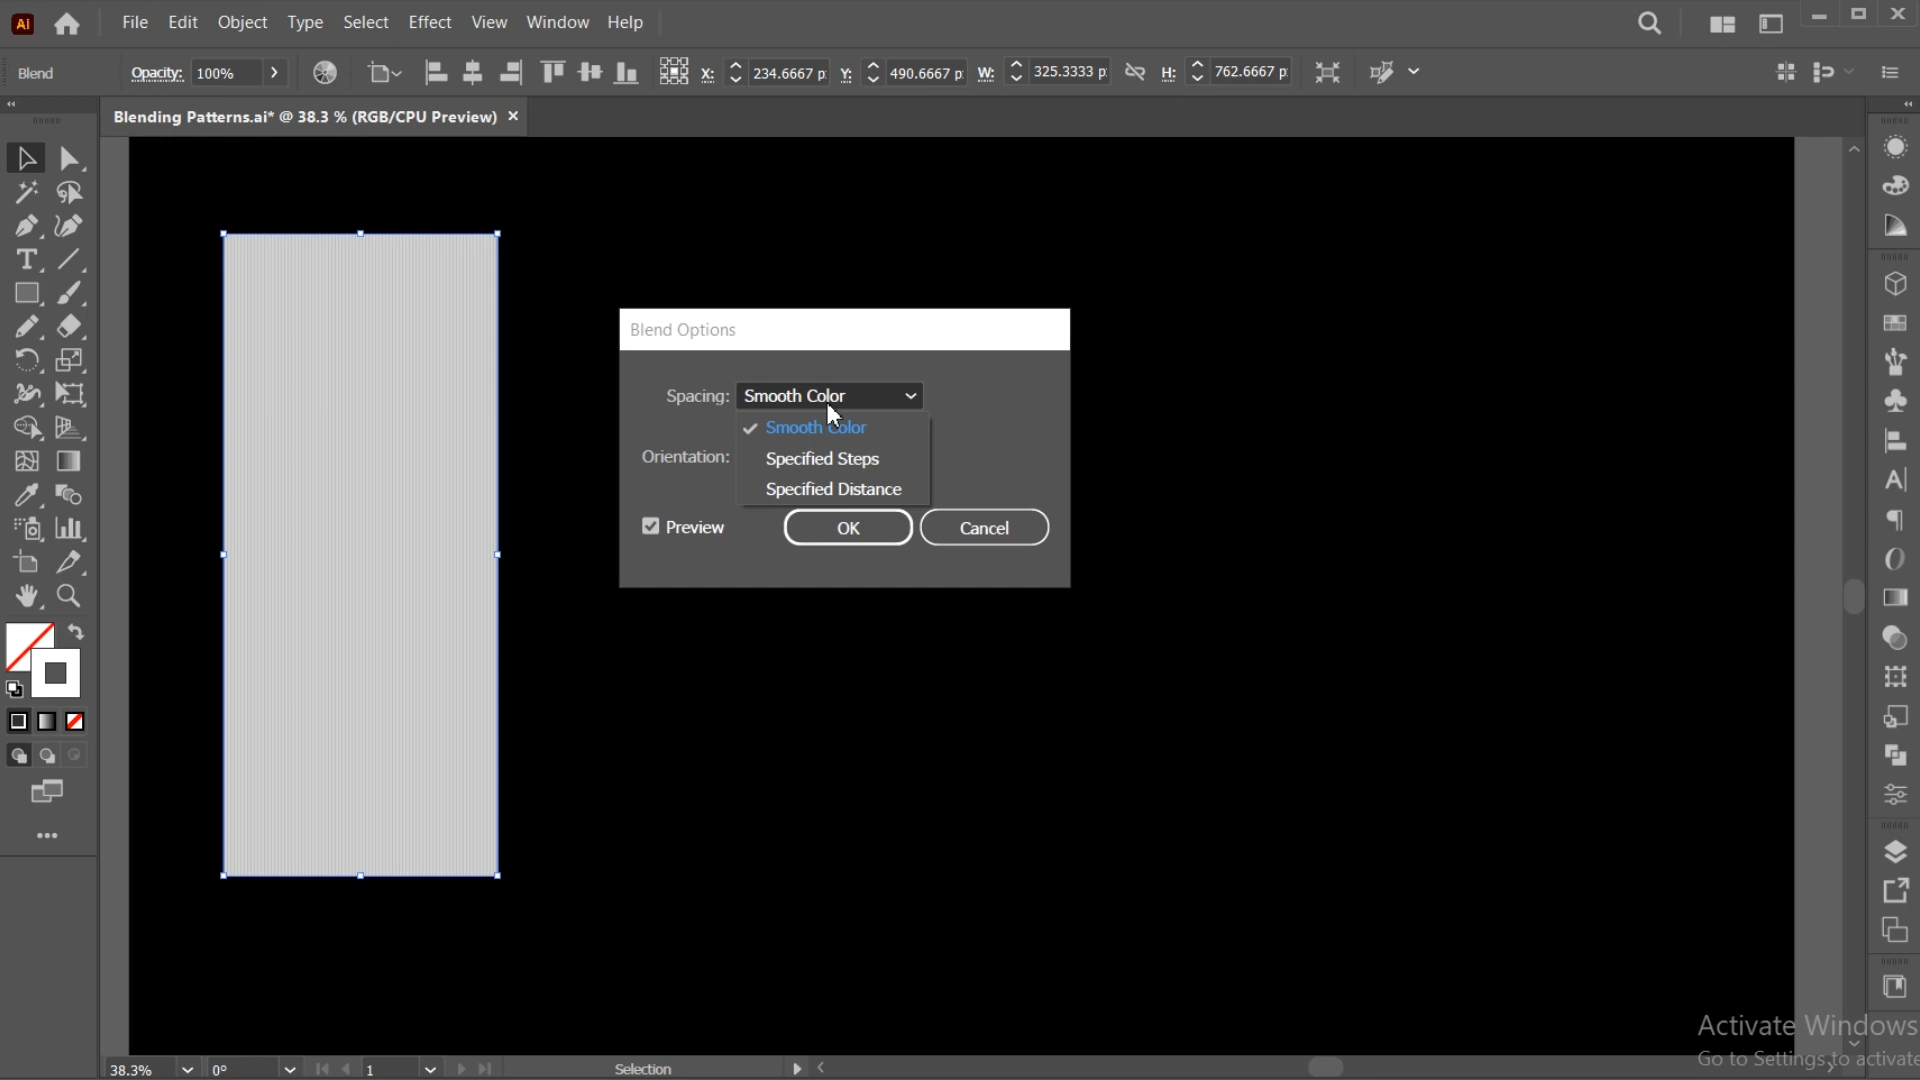 Ai File Edit Object Type Select Effect View Window Help
Blend Opacity: 100% X: 234.6667 p Y: 490.6667 p W: 325.3333 p H: 762.6667 p
Blending Patterns.ai* @ 38.3 % (RGB/CPU Preview) ×
Blend Options
Spacing: Smooth Color
Smooth Color
Orientation: Specified Steps
Specified Distance
Preview OK Cancel
Activate Windows
Go to Settings to activate
38.3% 0° 1 Selection